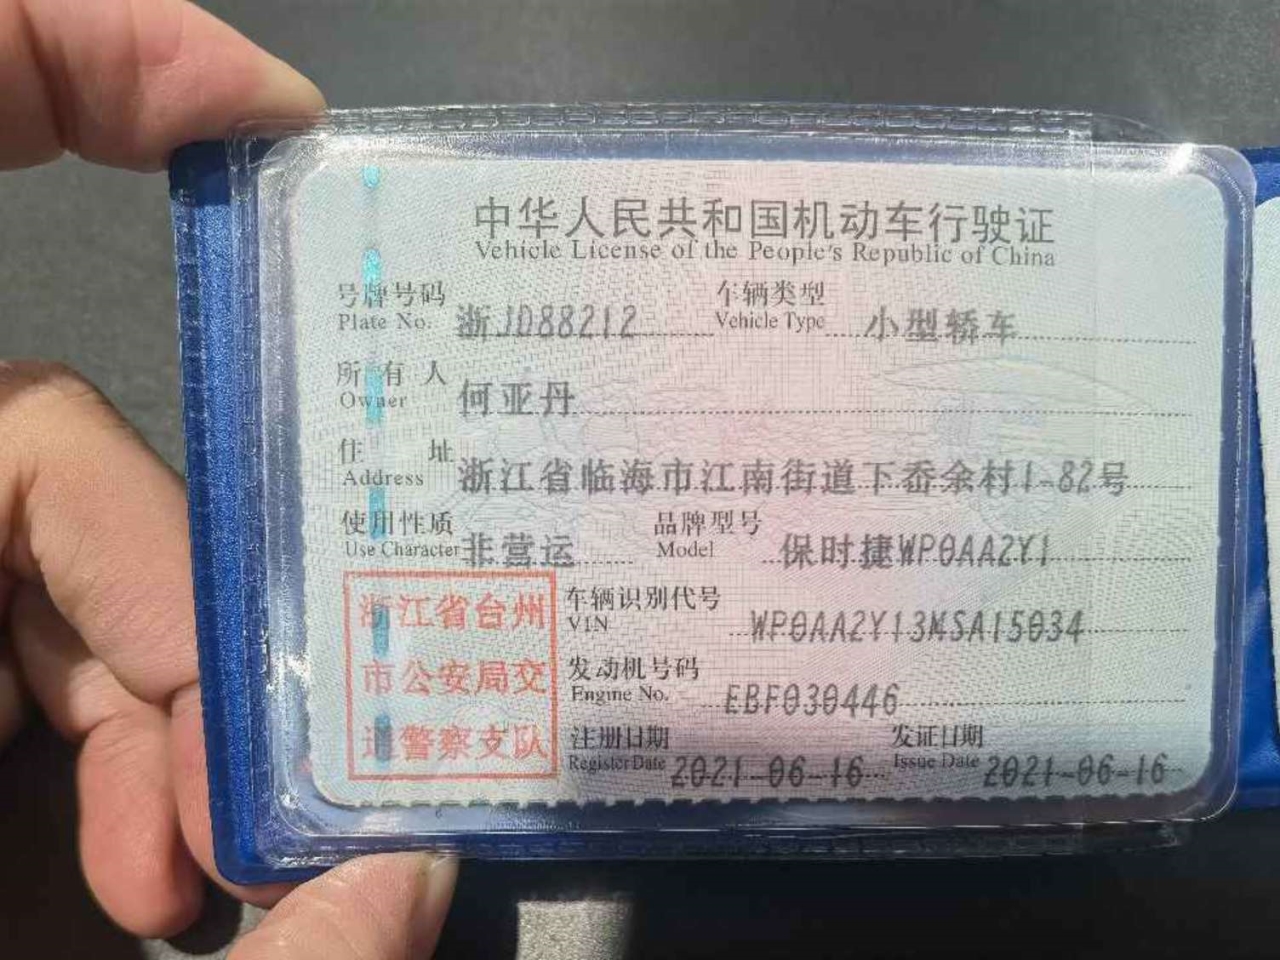 中华人民共和国机动车行驶证
Vehicle License of the People's Republic of China
号牌号码 浙JD88212 车辆类型 小型轿车
Plate No. Vehicle Type
所有人 何亚丹
Owner
住址 浙江省临海市江南街道下岙余村1-82号
Address
使用性质 非营运 品牌型号 保时捷WP0AA2Y1
Use Character Model
浙江省台州
市公安局交
通警察支队
车辆识别代号 WP0AA2Y13MSA15034
VIN
发动机号码 EBF030446
Engine No.
注册日期 2021-06-16 发证日期 2021-06-16
Register Date Issue Date